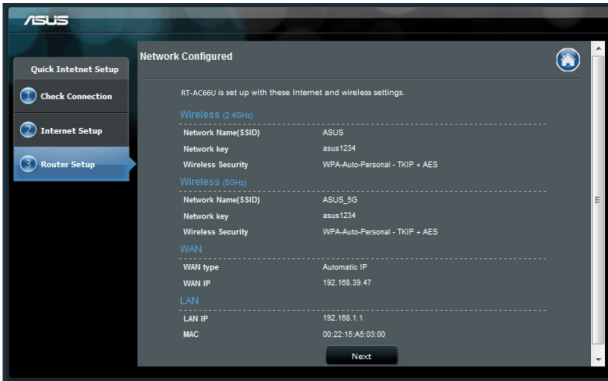 ASUS
Quick Intetnet Setup
1 Check Connection
2 Internet Setup
3 Router Setup
Network Configured
RT-AC66U is set up with these Internet and wireless settings.
Wireless (2.4GHz)
Network Name(SSID) ASUS
Network key asus1234
Wireless Security WPA-Auto-Personal - TKIP + AES
Wireless (5GHz)
Network Name(SSID) ASUS_5G
Network key asus1234
Wireless Security WPA-Auto-Personal - TKIP + AES
WAN
WAN type Automatic IP
WAN IP 192.168.39.47
LAN
LAN IP 192.168.1.1
MAC 00:22:15:A5:03:00
Next